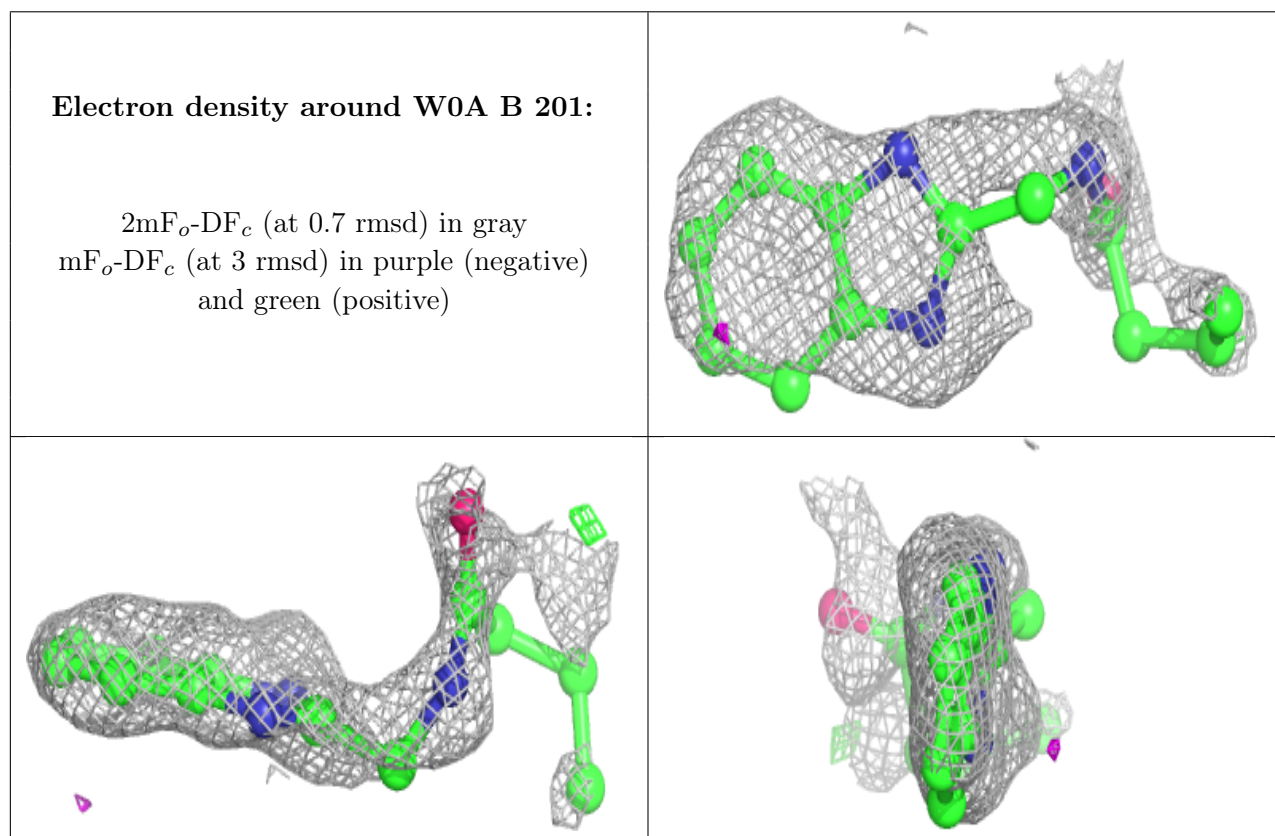 Electron density around W0A B 201:
2mFo-DFc (at 0.7 rmsd) in gray
mFo-DFc (at 3 rmsd) in purple (negative)
and green (positive)